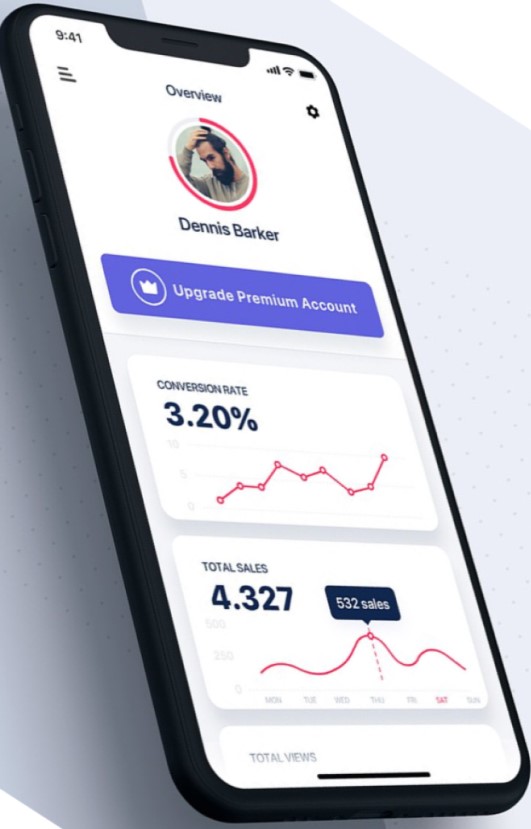 9:41
Overview
Dennis Barker
Upgrade Premium Account
CONVERSION RATE
3.20%
10
5
0
TOTAL SALES
4.327
532 sales
500
250
0
MON TUE WED THU FRI SAT SUN
TOTAL VIEWS